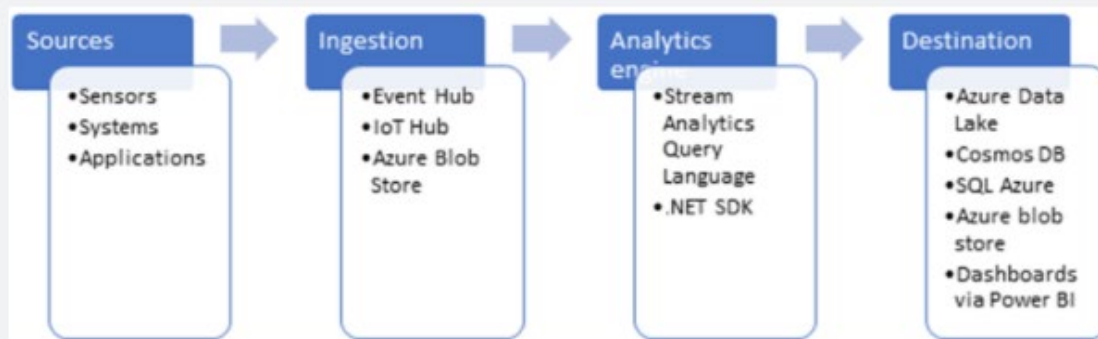 Sources
•Sensors
•Systems
•Applications
Ingestion
•Event Hub
•IoT Hub
•Azure Blob
Store
Analytics
engine
•Stream
Analytics
Query
Language
•.NET SDK
Destination
•Azure Data
Lake
•Cosmos DB
•SQL Azure
•Azure blob
store
•Dashboards
via Power BI